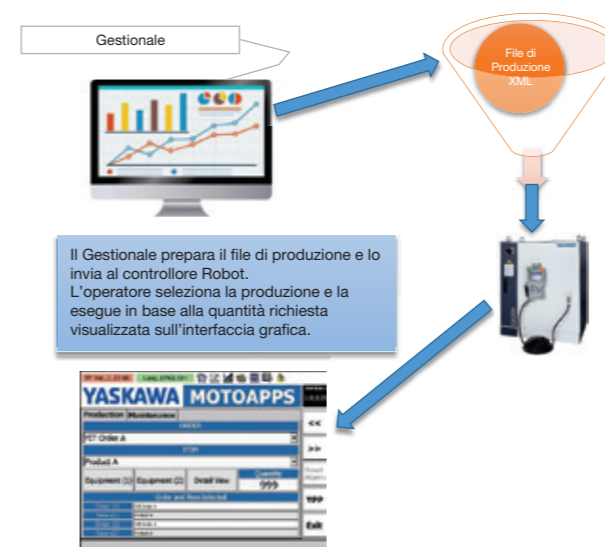 Gestionale
File di
Produzione
XML
Il Gestionale prepara il file di produzione e lo
invia al controllore Robot.
L'operatore seleziona la produzione e la
esegue in base alla quantità richiesta
visualizzata sull'interfaccia grafica.
YASKAWA MOTOAPPS
Production Maintenance
ORDER
<<
Order A
ITEM
>>
Product A
Equipment (1) Equipment (2) Detail View Quantity
999
Order and Item Selected
TPP
Exit